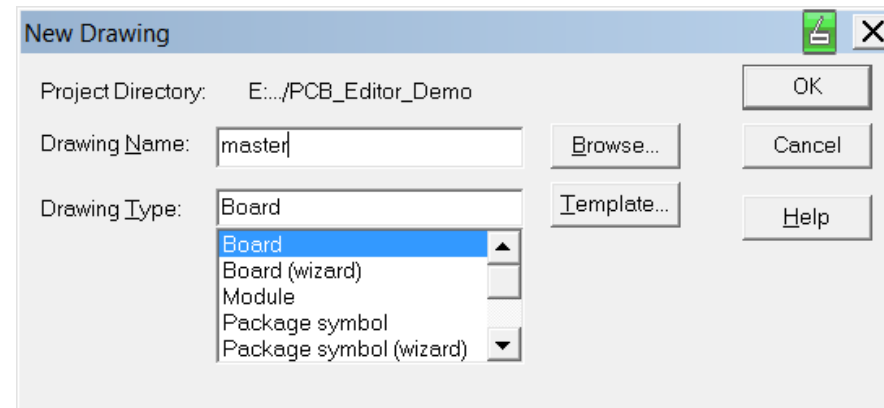 New Drawing
Project Directory: E:.../PCB_Editor_Demo
OK
Drawing Name: master
Browse...
Cancel
Drawing Type: Board
Template...
Help
Board
Board (wizard)
Module
Package symbol
Package symbol (wizard)